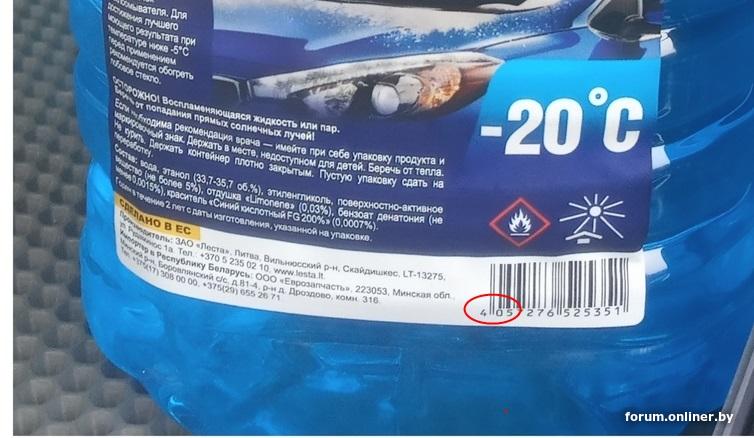 омывателя. Для
достижения лучшего
моющего результата при
температуре ниже -5°C
перед применением
рекомендуется обогреть
лобовое стекло.
-20°C
ОСТОРОЖНО! Воспламеняющаяся жидкость или пар.
Беречь от попадания прямых солнечных лучей!
Если необходима рекомендация врача — имейте при себе упаковку продукта и
маркировочный знак. Держать в месте, недоступном для детей. Беречь от тепла.
Не курить. Держать контейнер плотно закрытым. Пустую упаковку сдать на
переработку.
Состав: вода, этанол (33,7-35,7 об.%), этиленгликоль, поверхностно-активное
вещество (не более 5%), отдушка «Limonene» (0,03%), бензоат денатония (не
менее 0,0015%), краситель «Синий кислотный FG 200%» (0,0007%).
Годен в течение 2 лет с даты изготовления, указанной на упаковке.
СДЕЛАНО В ЕС
Производитель: ЗАО «Леста», Литва, Вильнюсский р-н, Скайдишкес, LT-13275,
ул. Рудаминос 1а. Тел. +370 5 235 02 10, www.lesta.lt.
Импортер в Республику Беларусь: ООО «Еврозапчасть», 223053, Минская обл.,
Минский р-н, Боровлянский с/с, д.81-4, р-н д. Дроздово, комн. 316.
Тел. +375(17) 308 00 00, +375(29) 655 26 71.
4 057276 525351
forum.onliner.by